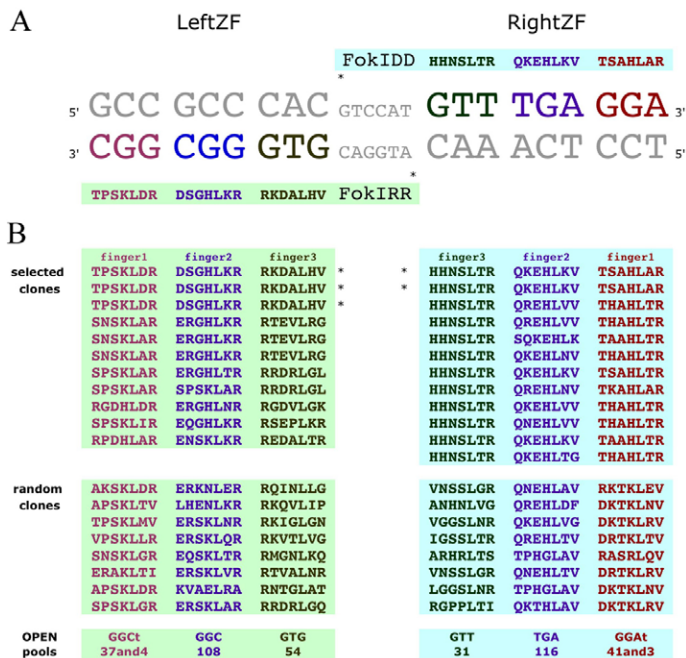 A
LeftZF RightZF
FokIDD HHNSLTR QKEHLKV TSAHLAR
*
5' GCC GCC CAC GTCCAT GTT TGA GGA 3'
3' CGG CGG GTG CAGGTA CAA ACT CCT 5'
*
TPSKLDR DSGHLKR RKDALHV FokIRR
B
finger1 finger2 finger3 finger3 finger2 finger1
selected TPSKLDR DSGHLKR RKDALHV * * HHNSLTR QKEHLKV TSAHLAR
clones TPSKLDR DSGHLKR RKDALHV * * HHNSLTR QKEHLKV TSAHLAR
TPSKLDR DSGHLKR RKDALHV * HHNSLTR QREHLVV THAHLTR
SNSKLAR ERGHLKR RTEVLRG HHNSLTR QREHLVV THAHLTR
SNSKLAR ERGHLKR RTEVLRG HHNSLTR SQKEHLK TAAHLTR
SNSKLAR ERGHLKR RTEVLRG HHNSLTR QKEHLNV THAHLTR
SPSKLAR ERGHLTR RRDRLGL HHNSLTR QREHLVV THAHLTR
SPSKLAR SPSKLAR RRDRLGL HHNSLTR QREHLNV TKAHLAR
RGDHLDR ERGHLNR RGDVLGK HHNSLTR QKEHLVV THAHLTR
SPSKLIR EQGHLKR RSEPLKR HHNSLTR QNEHLVV THAHLTR
RPDHLAR ENSKLKR REDALTR HHNSLTR QKEHLKV TAAHLTR
HHNSLTR QKEHLTG THAHLTR
random AKSKLDR ERKNLER RQINLLG VNSSLGR QNEHLAV RKTKLEV
clones APSKLTV LHENLKR RKQVLIP ANHNLVG QREHLDF DKTKLNV
TPSKLMV ERSKLNR RKIGLGN VGGSLNR QKEHLVG DKTKLRV
VPSKLLR ERSKLQR RKVTLVG IGSSLTR QREHLTV DRTKLTV
SNSKLGR EQSKLTR RMGNLKQ ARHRLTS TPHGLAV RASRLQV
ERAKLTI ERSKLVR RTVALNR VNSSLGR QNEHLTV DRTKLRV
APSKLDR KVAELRA RNTGLAT LGGSLNR TPHGLAV DKTKLRV
SPSKLGR ERSKLAR RRDRLGQ RGPPLTI QKTHLAV DKTKLNV
OPEN GGCt GGC GTG GTT TGA GGAt
pools 37and4 108 54 31 116 41and3